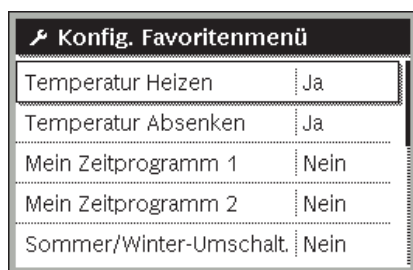 Konfig. Favoritenmenü
Temperatur Heizen Ja
Temperatur Absenken Ja
Mein Zeitprogramm 1 Nein
Mein Zeitprogramm 2 Nein
Sommer/Winter-Umschalt. Nein